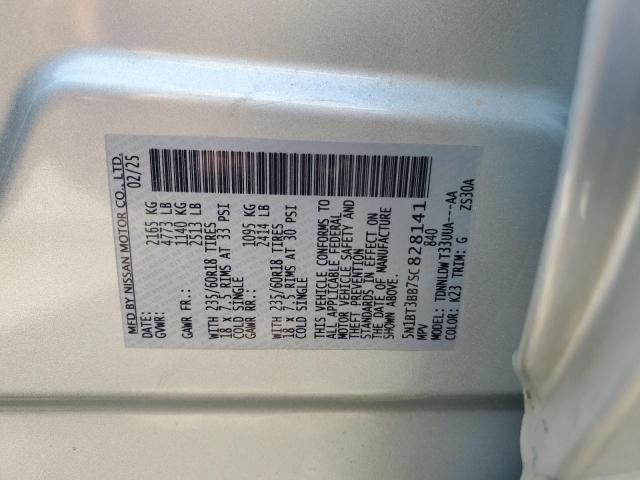 MFD BY NISSAN MOTOR CO., LTD.
DATE: 02/25
GVWR: 2165 KG
4773 LB
GAWR FR.: 1140 KG
2513 LB
WITH 235/60R18 TIRES
18 x 7.5 RIMS AT 33 PSI
COLD SINGLE
GAWR RR.: 1095 KG
2414 LB
WITH 235/60R18 TIRES
18 x 7.5 RIMS AT 30 PSI
COLD SINGLE
THIS VEHICLE CONFORMS TO
ALL APPLICABLE FEDERAL
MOTOR VEHICLE SAFETY AND
THEFT PREVENTION
STANDARDS IN EFFECT ON
THE DATE OF MANUFACTURE
SHOWN ABOVE.
5N1BT3BB7SC828141
MPV 840
MODEL: TDNNLDWT33UUA----AA
COLOR: K23 TRIM: G ZS30A